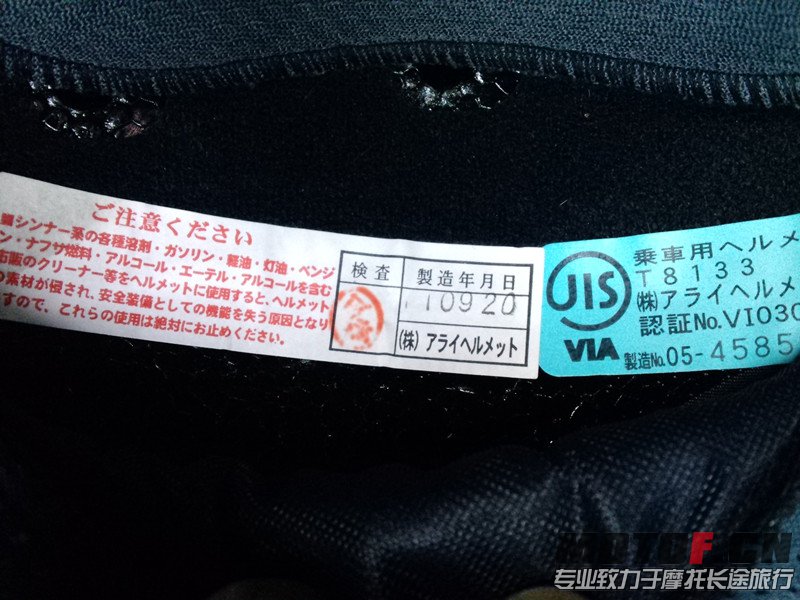 ご注意ください
シンナー系の各種溶剤・ガソリン・軽油・灯油・ベンジ
ン・ナフサ燃料・アルコール・エーテル・アルコールを含む
市販のクリーナー等をヘルメットに使用すると、ヘルメット
の素材が侵され、安全装備としての機能を失う原因となり
ますので、これらの使用は絶対にお止めください。
検査
製造年月日
10920
(株) アライヘルメット
JIS
VIA
乗車用ヘルメ
T8133
(株)アライヘルメ
認証No.VI030
製造No.05-4585
MOTOF.CN
专业致力于摩托长途旅行